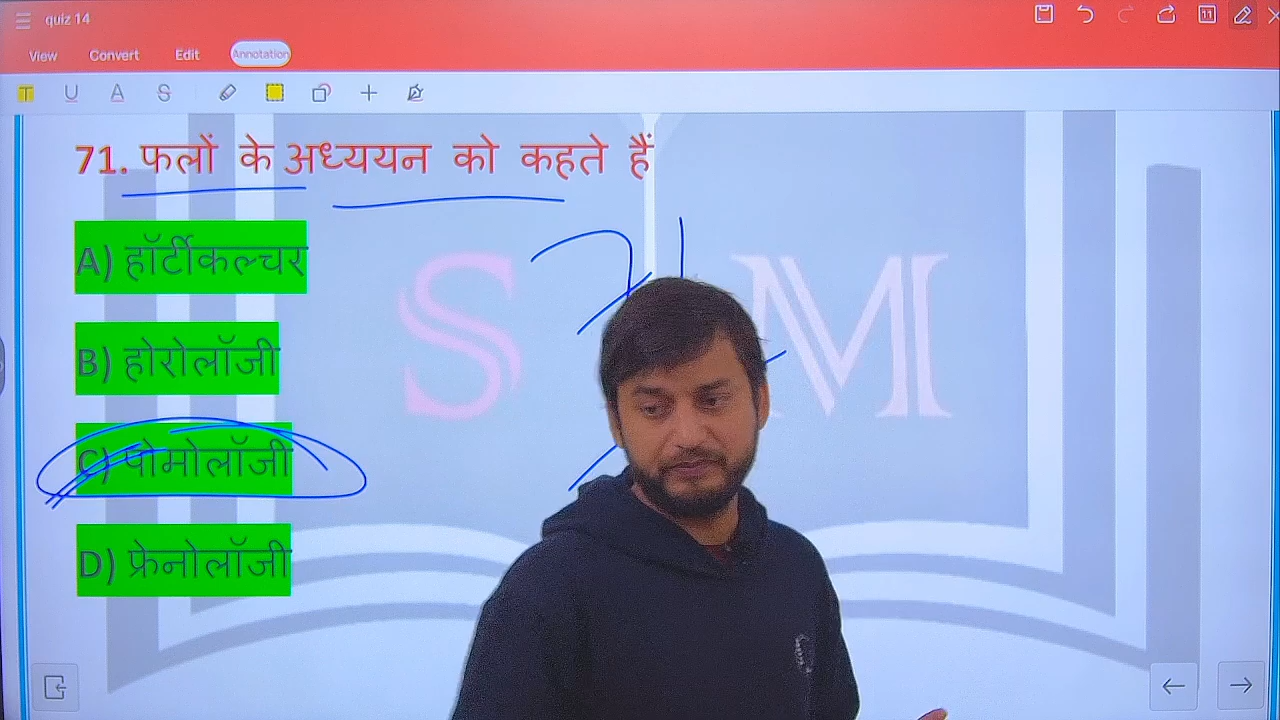 quiz 14
View Convert Edit Annotation
T U A S
71. फलों के अध्ययन को कहते हैं
A) हॉर्टीकल्चर
B) होरोलॉजी
C) पोमोलॉजी
D) फ्रेनोलॉजी
S M